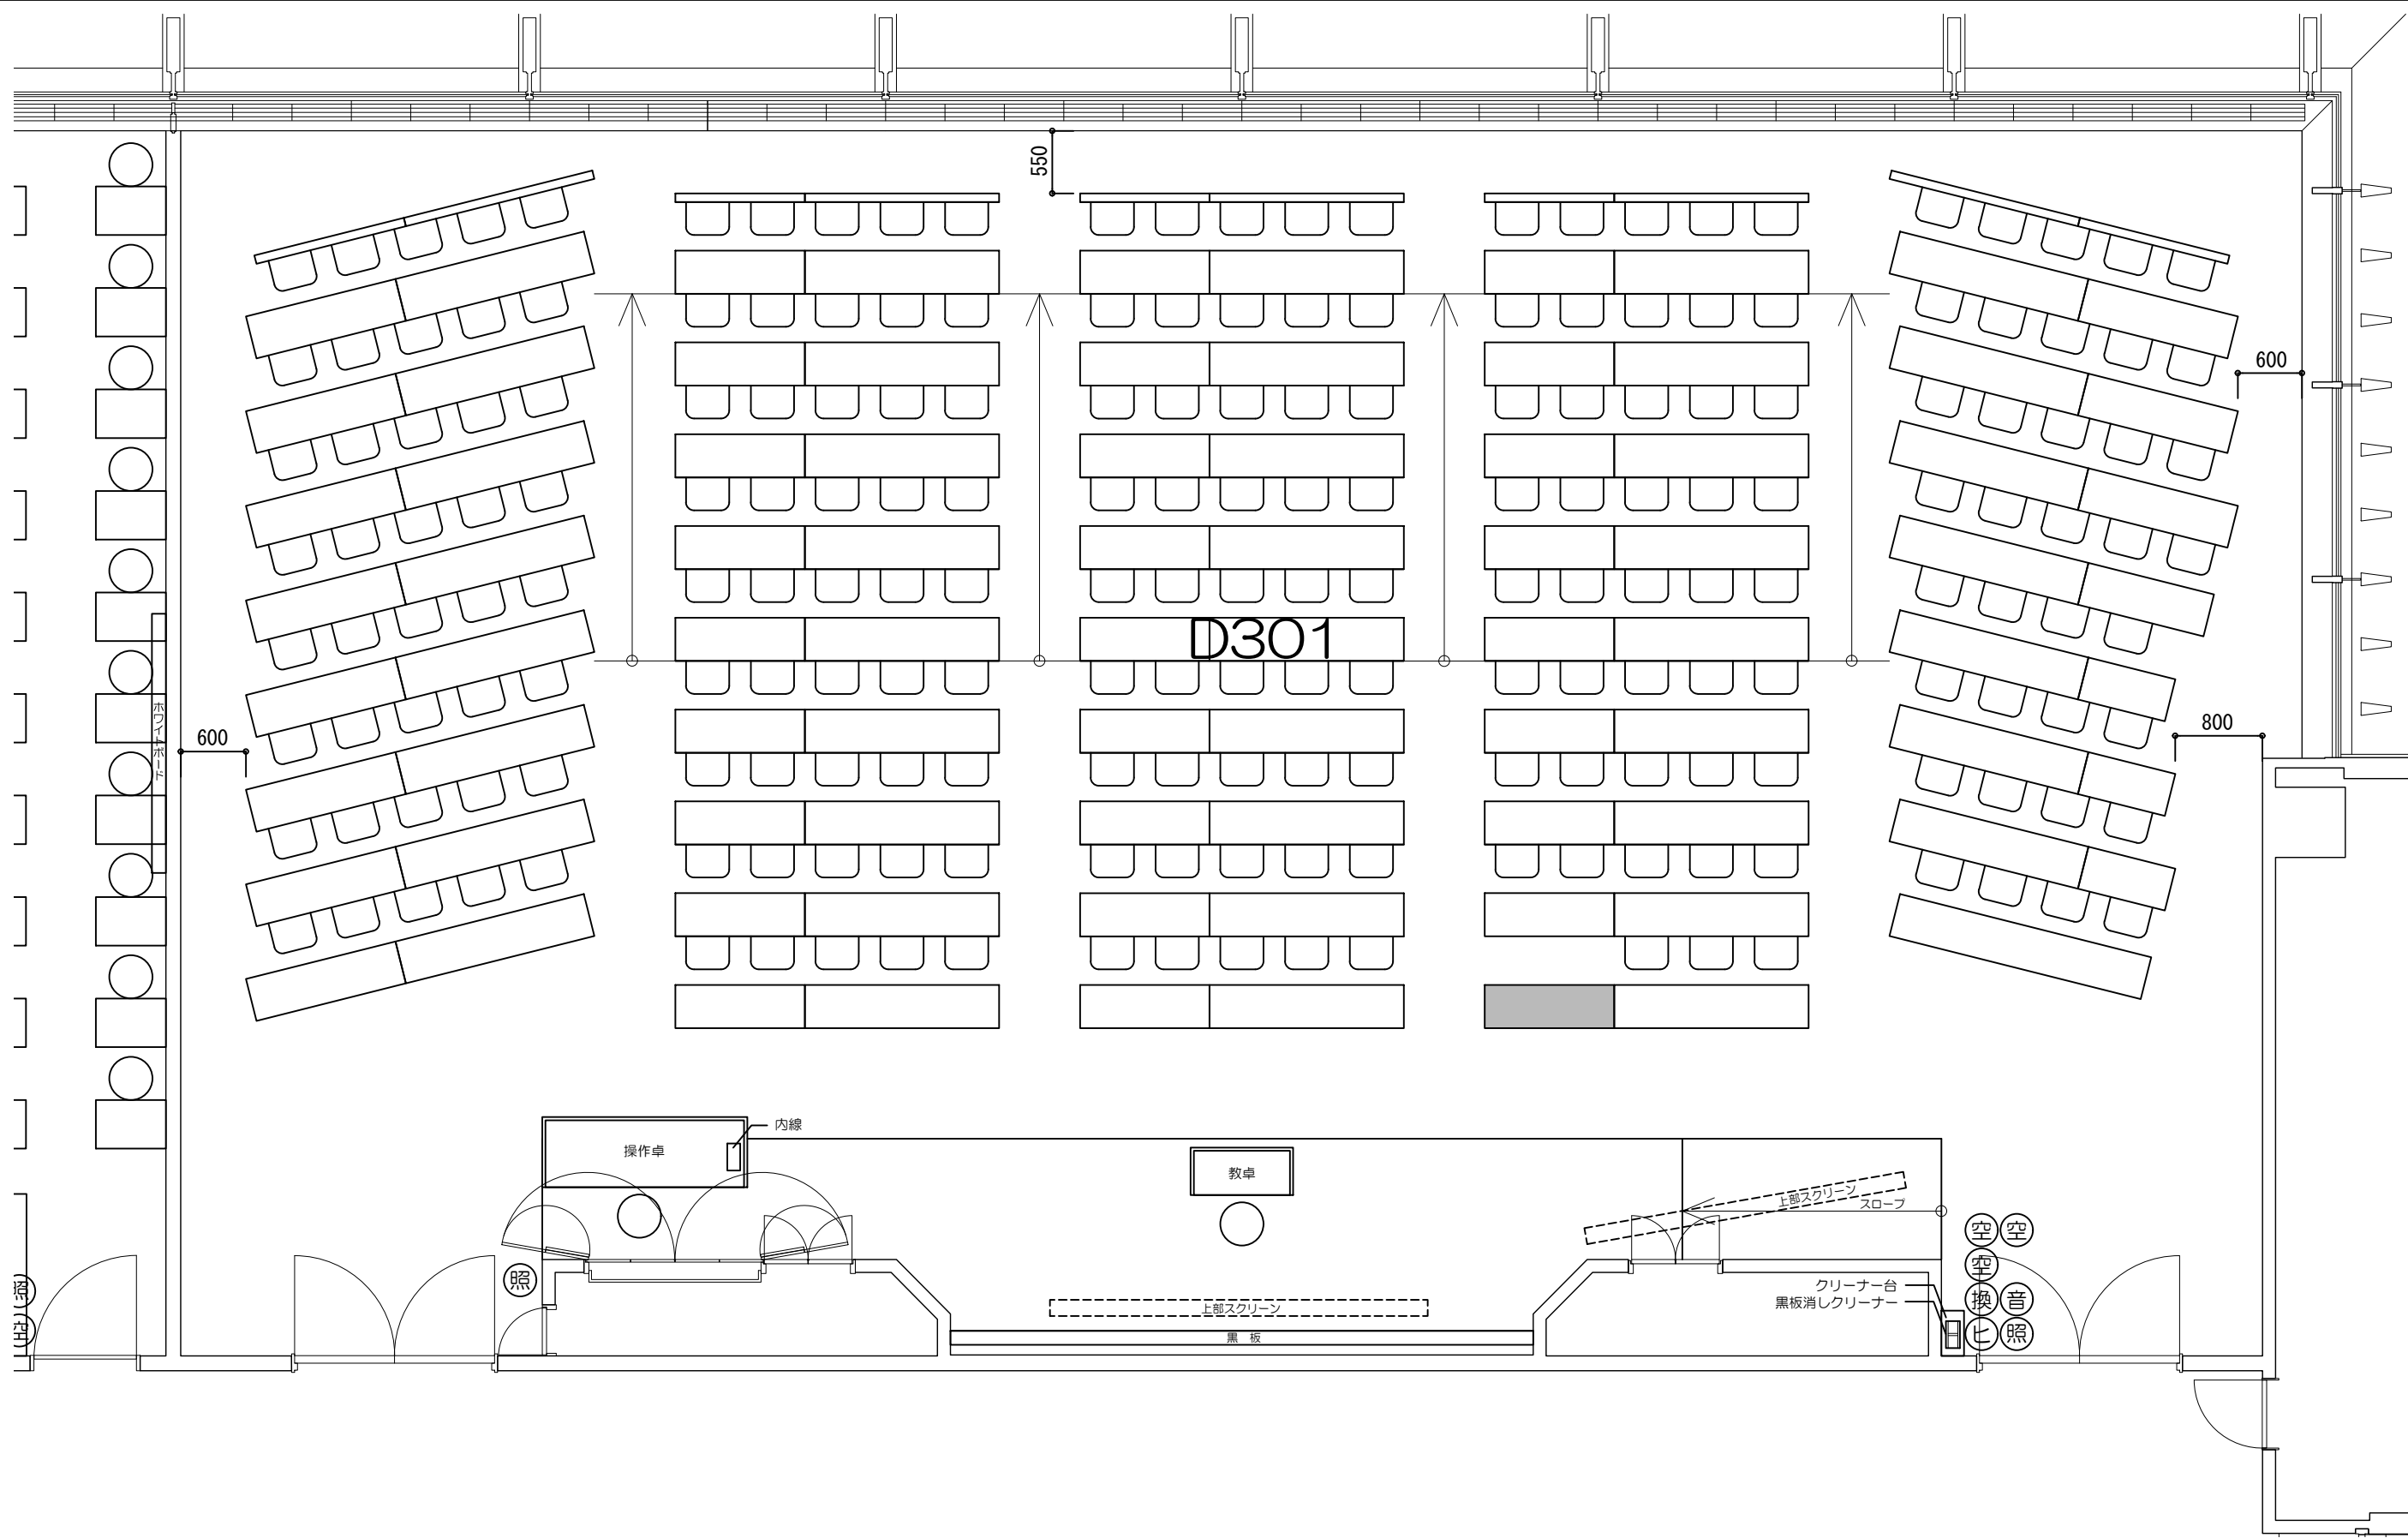 550
600
D301
ホワイトボード
600
800
内線
操作卓
教卓
上部スクリーン
スロープ
空 空
空
照
照
クリーナー台
換 音
上部スクリーン
黒板消しクリーナー
空
ヒ 照
黒 板